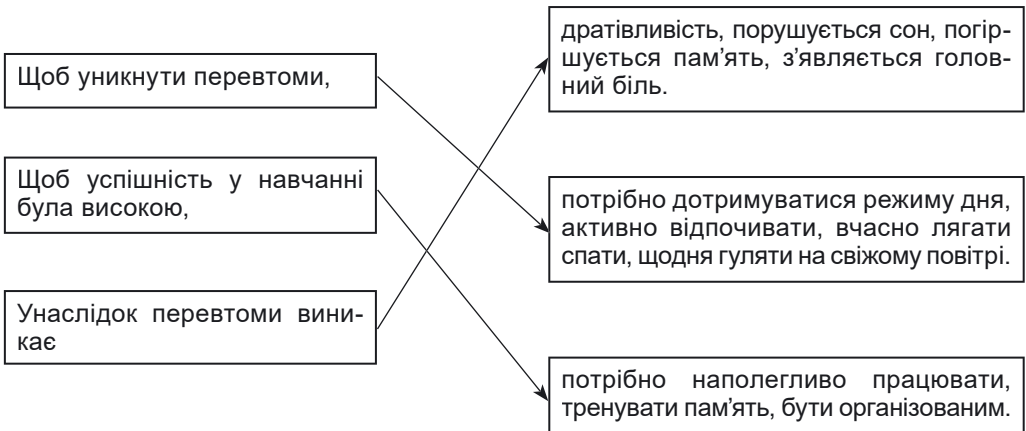 Щоб уникнути перевтоми,
Щоб успішність у навчанні
була високою,
Унаслідок перевтоми вини-
кає
дратівливість, порушується сон, погір-
шується пам’ять, з’являється голов-
ний біль.
потрібно дотримуватися режиму дня,
активно відпочивати, вчасно лягати
спати, щодня гуляти на свіжому повітрі.
потрібно наполегливо працювати,
тренувати пам’ять, бути організованим.